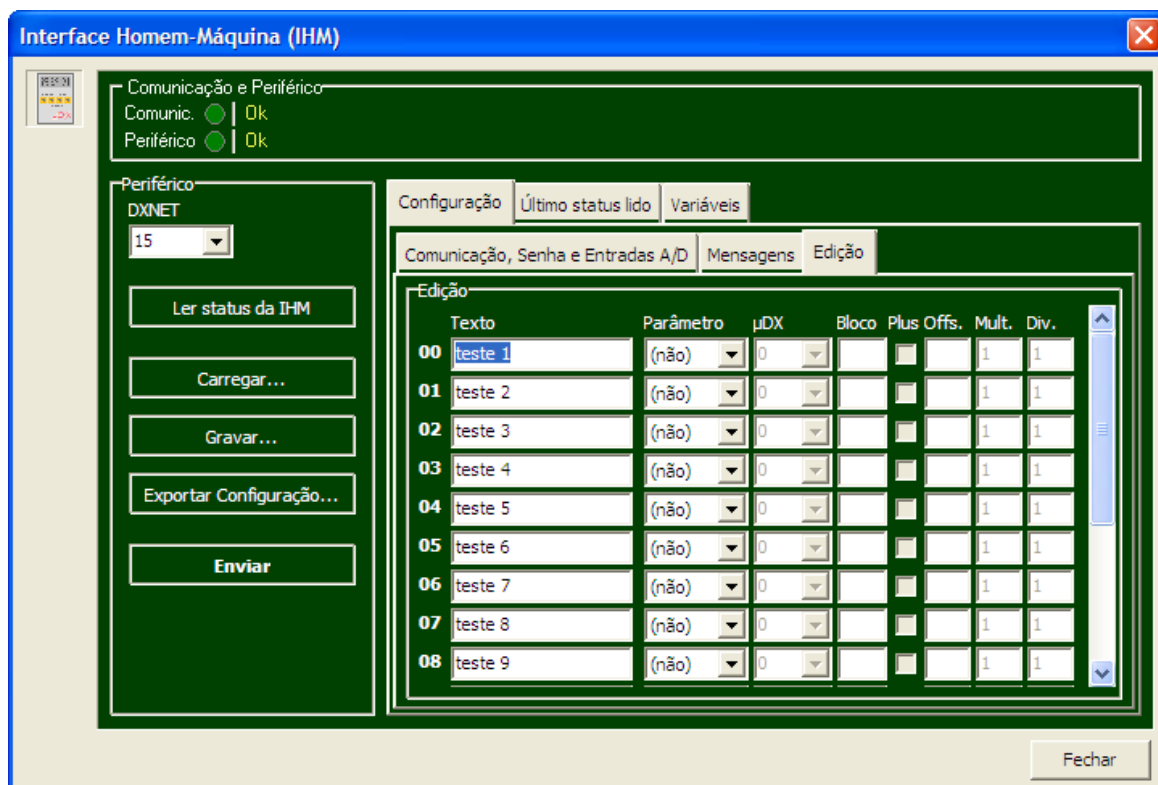 Interface Homem-Máquina (IHM)
Comunicação e Periférico
Comunic. Ok
Periférico Ok
Periférico
DXNET
15
Ler status da IHM
Carregar...
Gravar...
Exportar Configuração...
Enviar
Configuração Último status lido Variáveis
Comunicação, Senha e Entradas A/D Mensagens Edição
Edição
Texto Parâmetro µDX Bloco Plus Offs. Mult. Div.
00 teste 1 (não) 0 1 1
01 teste 2 (não) 0 1 1
02 teste 3 (não) 0 1 1
03 teste 4 (não) 0 1 1
04 teste 5 (não) 0 1 1
05 teste 6 (não) 0 1 1
06 teste 7 (não) 0 1 1
07 teste 8 (não) 0 1 1
08 teste 9 (não) 0 1 1
Fechar